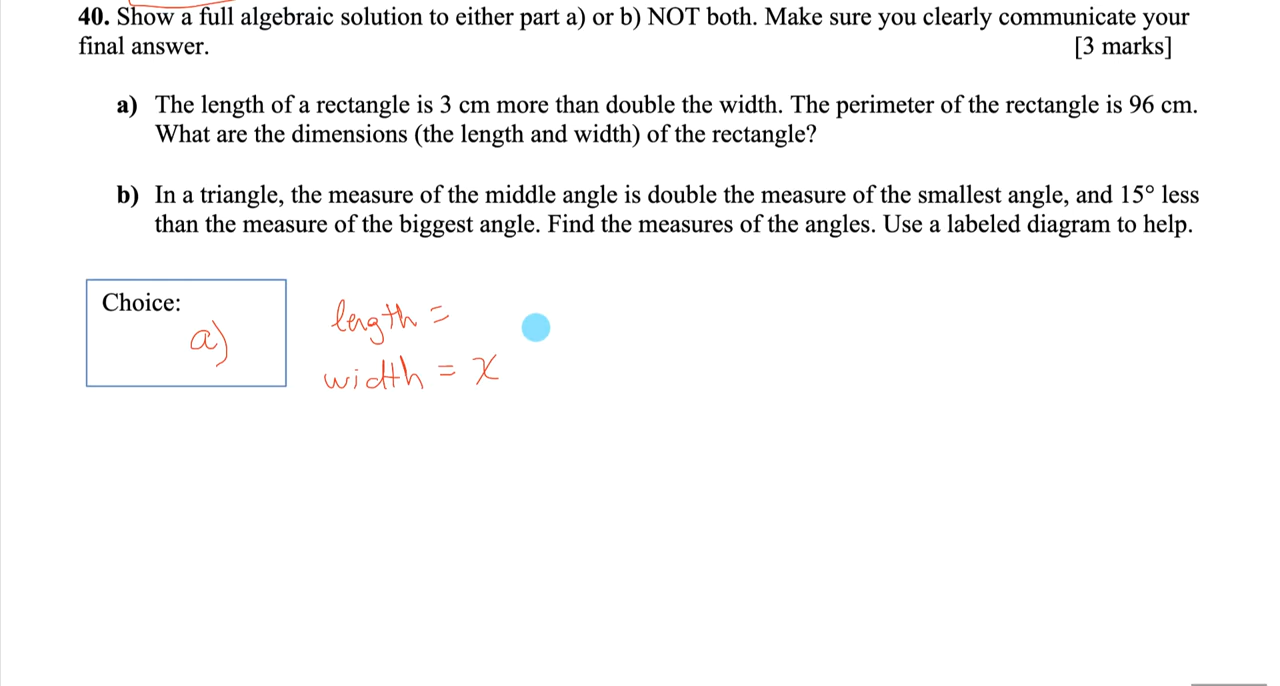 40. Show a full algebraic solution to either part a) or b) NOT both. Make sure you clearly communicate your
final answer. [3 marks]
a) The length of a rectangle is 3 cm more than double the width. The perimeter of the rectangle is 96 cm.
What are the dimensions (the length and width) of the rectangle?
b) In a triangle, the measure of the middle angle is double the measure of the smallest angle, and 15° less
than the measure of the biggest angle. Find the measures of the angles. Use a labeled diagram to help.
Choice:
a)
length =
width = x